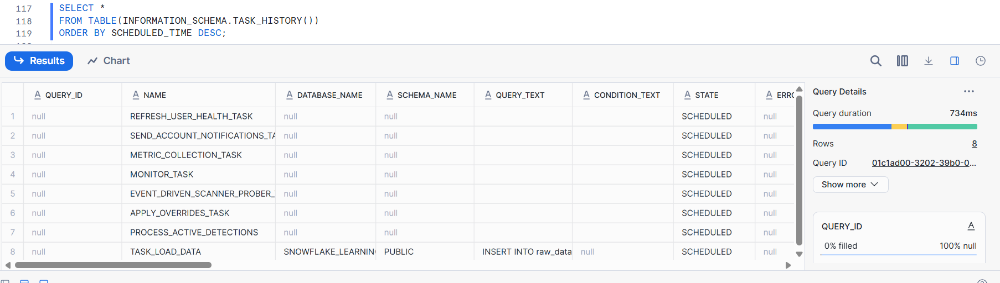 117 SELECT *
118 FROM TABLE(INFORMATION_SCHEMA.TASK_HISTORY())
119 ORDER BY SCHEDULED_TIME DESC;
Results Chart
QUERY_ID NAME DATABASE_NAME SCHEMA_NAME QUERY_TEXT CONDITION_TEXT STATE ERRO
1 null REFRESH_USER_HEALTH_TASK null null SCHEDULED null
2 null SEND_ACCOUNT_NOTIFICATIONS_TA null null SCHEDULED null
3 null METRIC_COLLECTION_TASK null null SCHEDULED null
4 null MONITOR_TASK null null SCHEDULED null
5 null EVENT_DRIVEN_SCANNER_PROBER_ null null SCHEDULED null
6 null APPLY_OVERRIDES_TASK null null SCHEDULED null
7 null PROCESS_ACTIVE_DETECTIONS null null SCHEDULED null
8 null TASK_LOAD_DATA SNOWFLAKE_LEARNING PUBLIC INSERT INTO raw_data null SCHEDULED null
Query Details
Query duration 734ms
Rows 8
Query ID 01c1ad00-3202-39b0-0...
Show more
QUERY_ID
0% filled 100% null